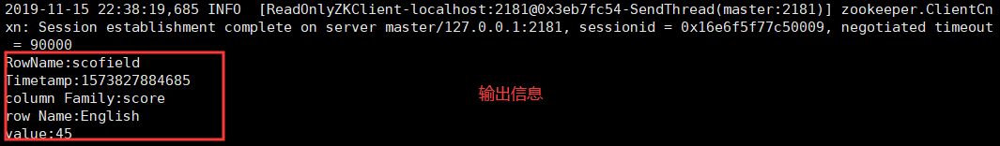 2019-11-15 22:38:19,685 INFO  [ReadOnlyZKClient-localhost:2181@0x3eb7fc54-SendThread(master:2181)] zookeeper.ClientCn
xn: Session establishment complete on server master/127.0.0.1:2181, sessionid = 0x16e6f5f77c50009, negotiated timeout
 = 90000
RowName:scofield
Timetamp:1573827884685
column Family:score
输出信息
row Name:English
value:45